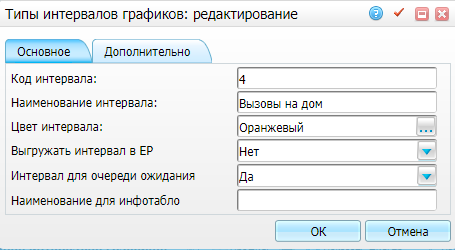 Типы интервалов графиков: редактирование
Основное Дополнительно
Код интервала: 4
Наименование интервала: Вызовы на дом
Цвет интервала: Оранжевый ...
Выгружать интервал в ЕР Нет
Интервал для очереди ожидания Да
Наименование для инфотабло
ОК Отмена